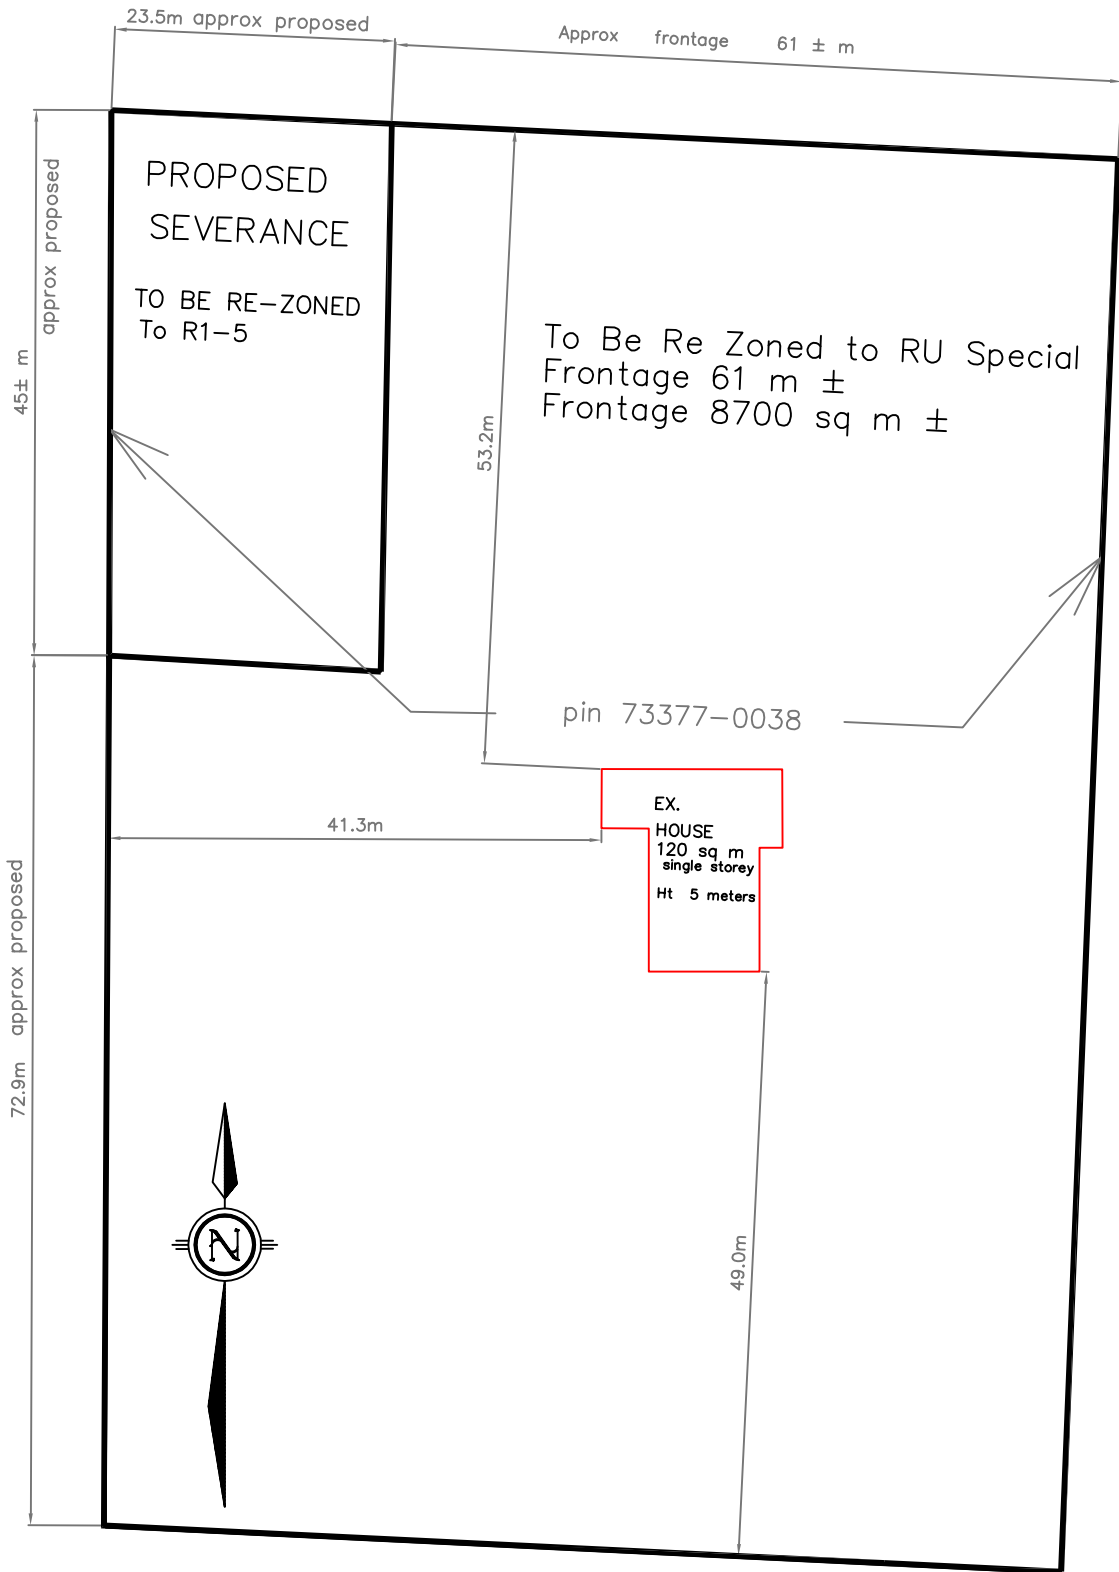 23.5m approx proposed
Approx frontage 61 ± m
approx proposed
45± m
PROPOSED
SEVERANCE
TO BE RE-ZONED
To R1-5
To Be Re Zoned to RU Special
Frontage 61 m ±
Frontage 8700 sq m ±
53.2m
pin 73377-0038
41.3m
EX.
HOUSE
120 sq m
single storey
Ht 5 meters
72.9m approx proposed
49.0m
N